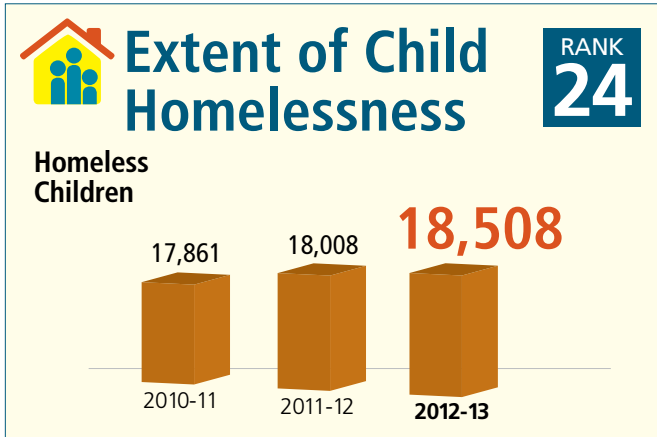 Extent of Child
Homelessness
RANK
24
Homeless
Children
17,861
18,008
18,508
2010-11
2011-12
2012-13